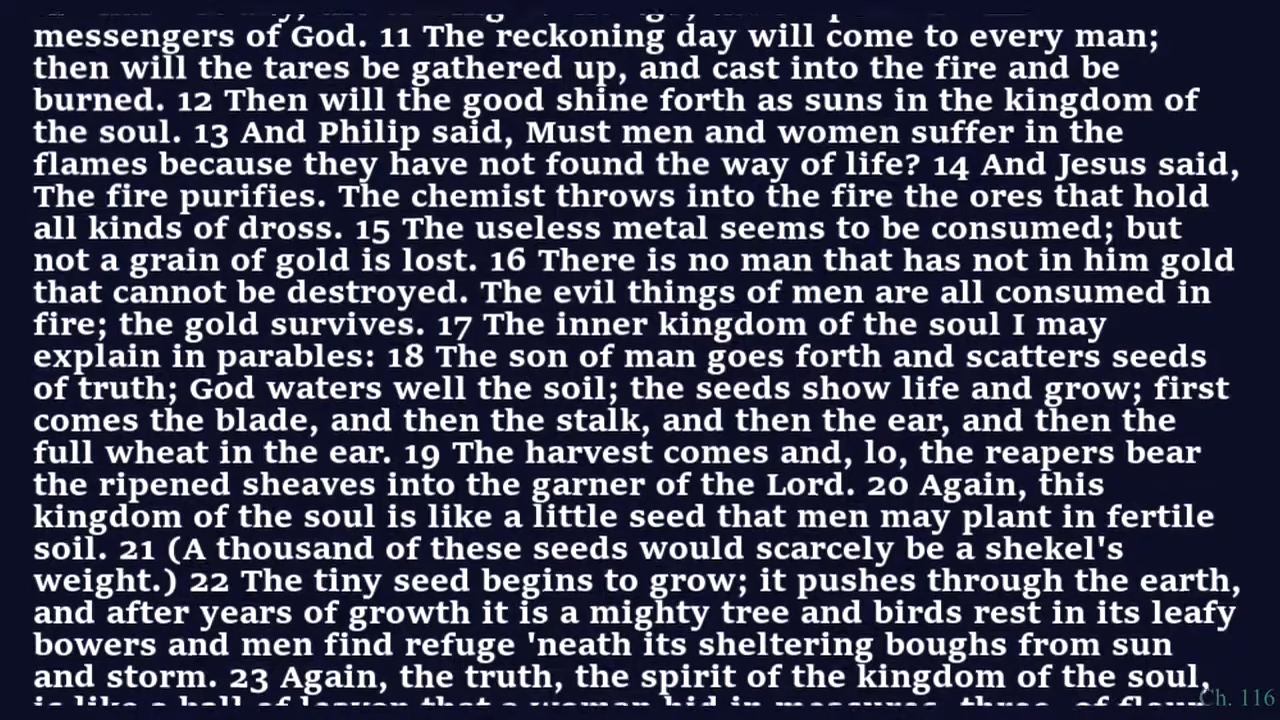 messengers of God. 11 The reckoning day will come to every man;
then will the tares be gathered up, and cast into the fire and be
burned. 12 Then will the good shine forth as suns in the kingdom of
the soul. 13 And Philip said, Must men and women suffer in the
flames because they have not found the way of life? 14 And Jesus said,
The fire purifies. The chemist throws into the fire the ores that hold
all kinds of dross. 15 The useless metal seems to be consumed; but
not a grain of gold is lost. 16 There is no man that has not in him gold
that cannot be destroyed. The evil things of men are all consumed in
fire; the gold survives. 17 The inner kingdom of the soul I may
explain in parables: 18 The son of man goes forth and scatters seeds
of truth; God waters well the soil; the seeds show life and grow; first
comes the blade, and then the stalk, and then the ear, and then the
full wheat in the ear. 19 The harvest comes and, lo, the reapers bear
the ripened sheaves into the garner of the Lord. 20 Again, this
kingdom of the soul is like a little seed that men may plant in fertile
soil. 21 (A thousand of these seeds would scarcely be a shekel's
weight.) 22 The tiny seed begins to grow; it pushes through the earth,
and after years of growth it is a mighty tree and birds rest in its leafy
bowers and men find refuge 'neath its sheltering boughs from sun
and storm. 23 Again, the truth, the spirit of the kingdom of the soul,
is like a ball of leaven that a woman hid in measures, three, of flour
Ch. 116